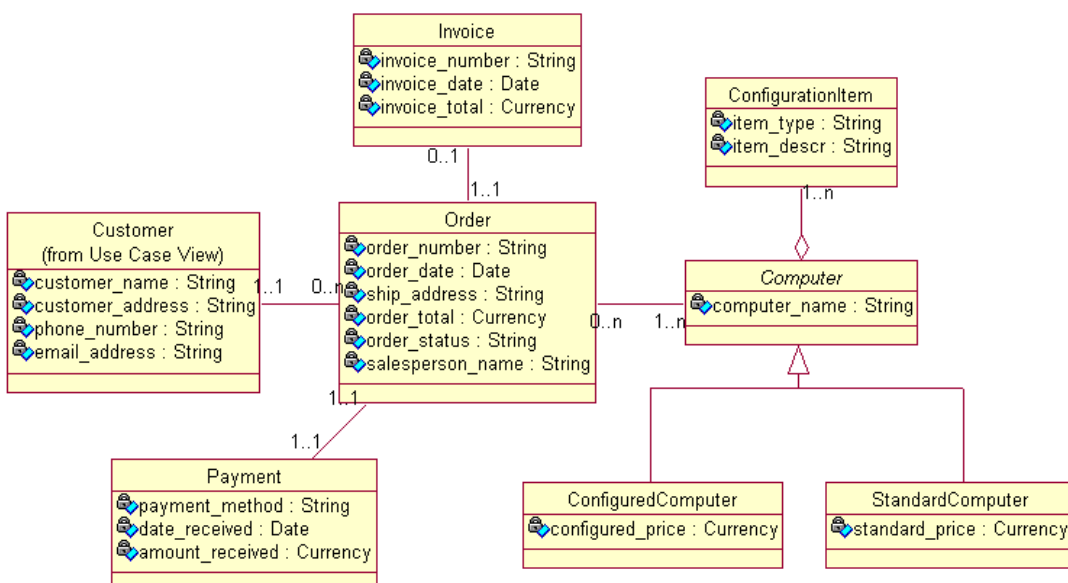 Invoice
invoice_number : String
invoice_date : Date
invoice_total : Currency
0..1
1..1
ConfigurationItem
item_type : String
item_descr : String
1..n
Customer
(from Use Case View)
customer_name : String
customer_address : String
phone_number : String
email_address : String
1..1
0..n
Order
order_number : String
order_date : Date
ship_address : String
order_total : Currency
order_status : String
salesperson_name : String
0..n
1..n
Computer
computer_name : String
1..1
1..1
Payment
payment_method : String
date_received : Date
amount_received : Currency
ConfiguredComputer
configured_price : Currency
StandardComputer
standard_price : Currency